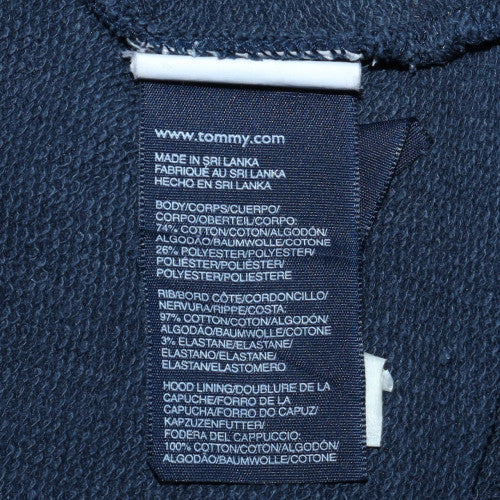 www.tommy.com
MADE IN SRI LANKA
FABRIQUÉ AU SRI LANKA
HECHO EN SRI LANKA
BODY/CORPS/CUERPO/
CORPO/OBERTEIL/CORPO:
74% COTTON/COTON/ALGODÓN/
ALGODÃO/BAUMWOLLE/COTONE
26% POLYESTER/POLYESTER/
POLIÉSTER/POLIÉSTER/
POLYESTER/POLIESTERE
RIB/BORD CÔTE/CORDONCILLO/
NERVURA/RIPPE/COSTA:
97% COTTON/COTON/ALGODÓN/
ALGODÃO/BAUMWOLLE/COTONE
3% ELASTANE/ELASTANE/
ELASTANO/ELASTANE/
ELASTAN/ELASTOMERO
HOOD LINING/DOUBLURE DE LA
CAPUCHE/FORRO DE LA
CAPUCHA/FORRO DO CAPUZ/
KAPZUZENFUTTER/
FODERA DEL CAPPUCCIO:
100% COTTON/COTON/ALGODÓN/
ALGODÃO/BAUMWOLLE/COTONE